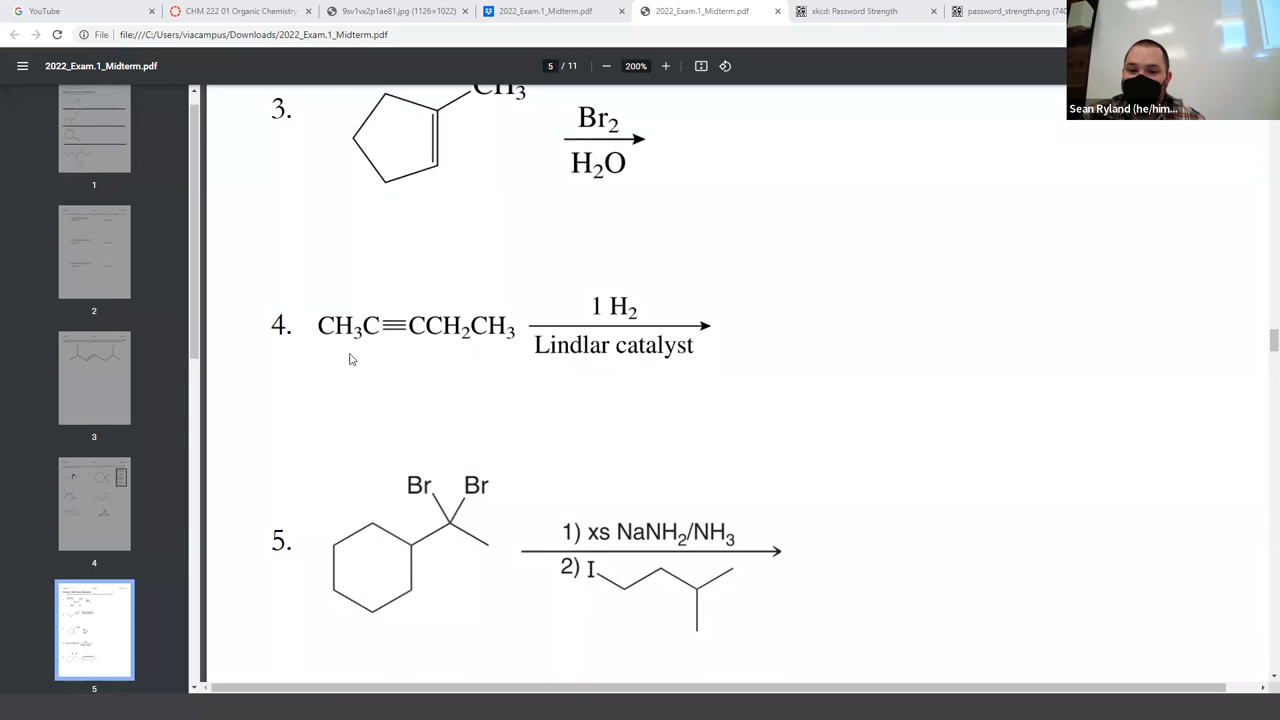 YouTube
CHM 222 01 Organic Chemistry
9sv1vx2p1ae81.jpg (1126×1022)
2022_Exam.1_Midterm.pdf
2022_Exam.1_Midterm.pdf
xkcd: Password Strength
password_strength.png (740
File
file:///C:/Users/viacampus/Downloads/2022_Exam.1_Midterm.pdf
2022_Exam.1_Midterm.pdf
5 / 11
200%
Sean Ryland (he/him...
1
2
3
4
5
3.
CH₃
Br₂
H₂O
4. CH₃C≡CCH₂CH₃
1 H₂
Lindlar catalyst
5.
Br Br
1) xs NaNH₂/NH₃
2) I